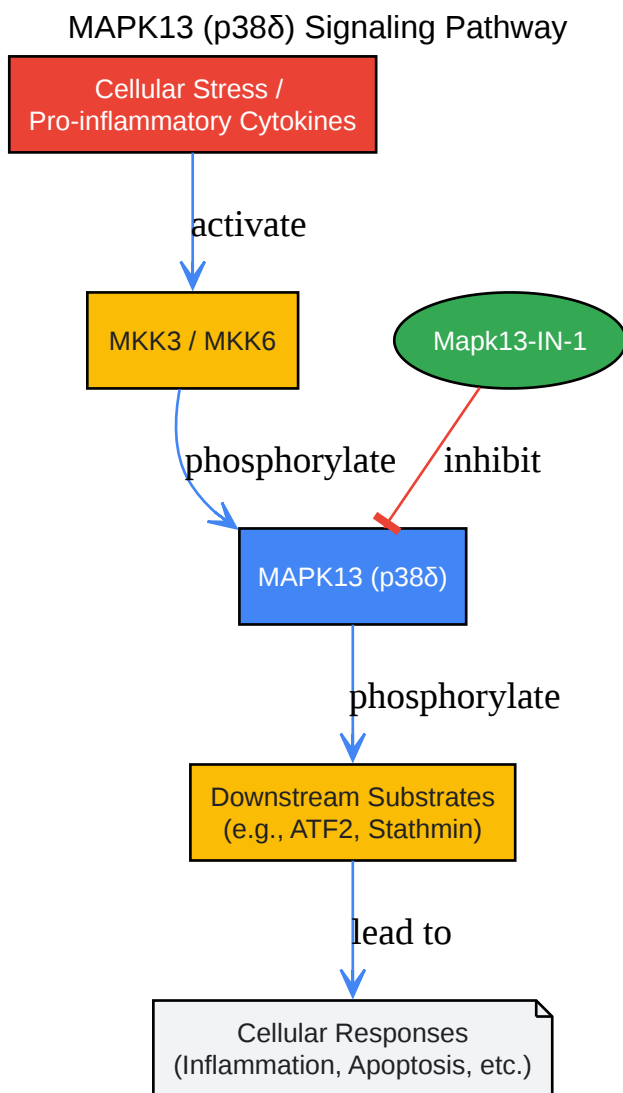 MAPK13 (p38δ) Signaling Pathway
Cellular Stress /
Pro-inflammatory Cytokines
activate
MKK3 / MKK6
Mapk13-IN-1
phosphorylate
inhibit
MAPK13 (p38δ)
phosphorylate
Downstream Substrates
(e.g., ATF2, Stathmin)
lead to
Cellular Responses
(Inflammation, Apoptosis, etc.)